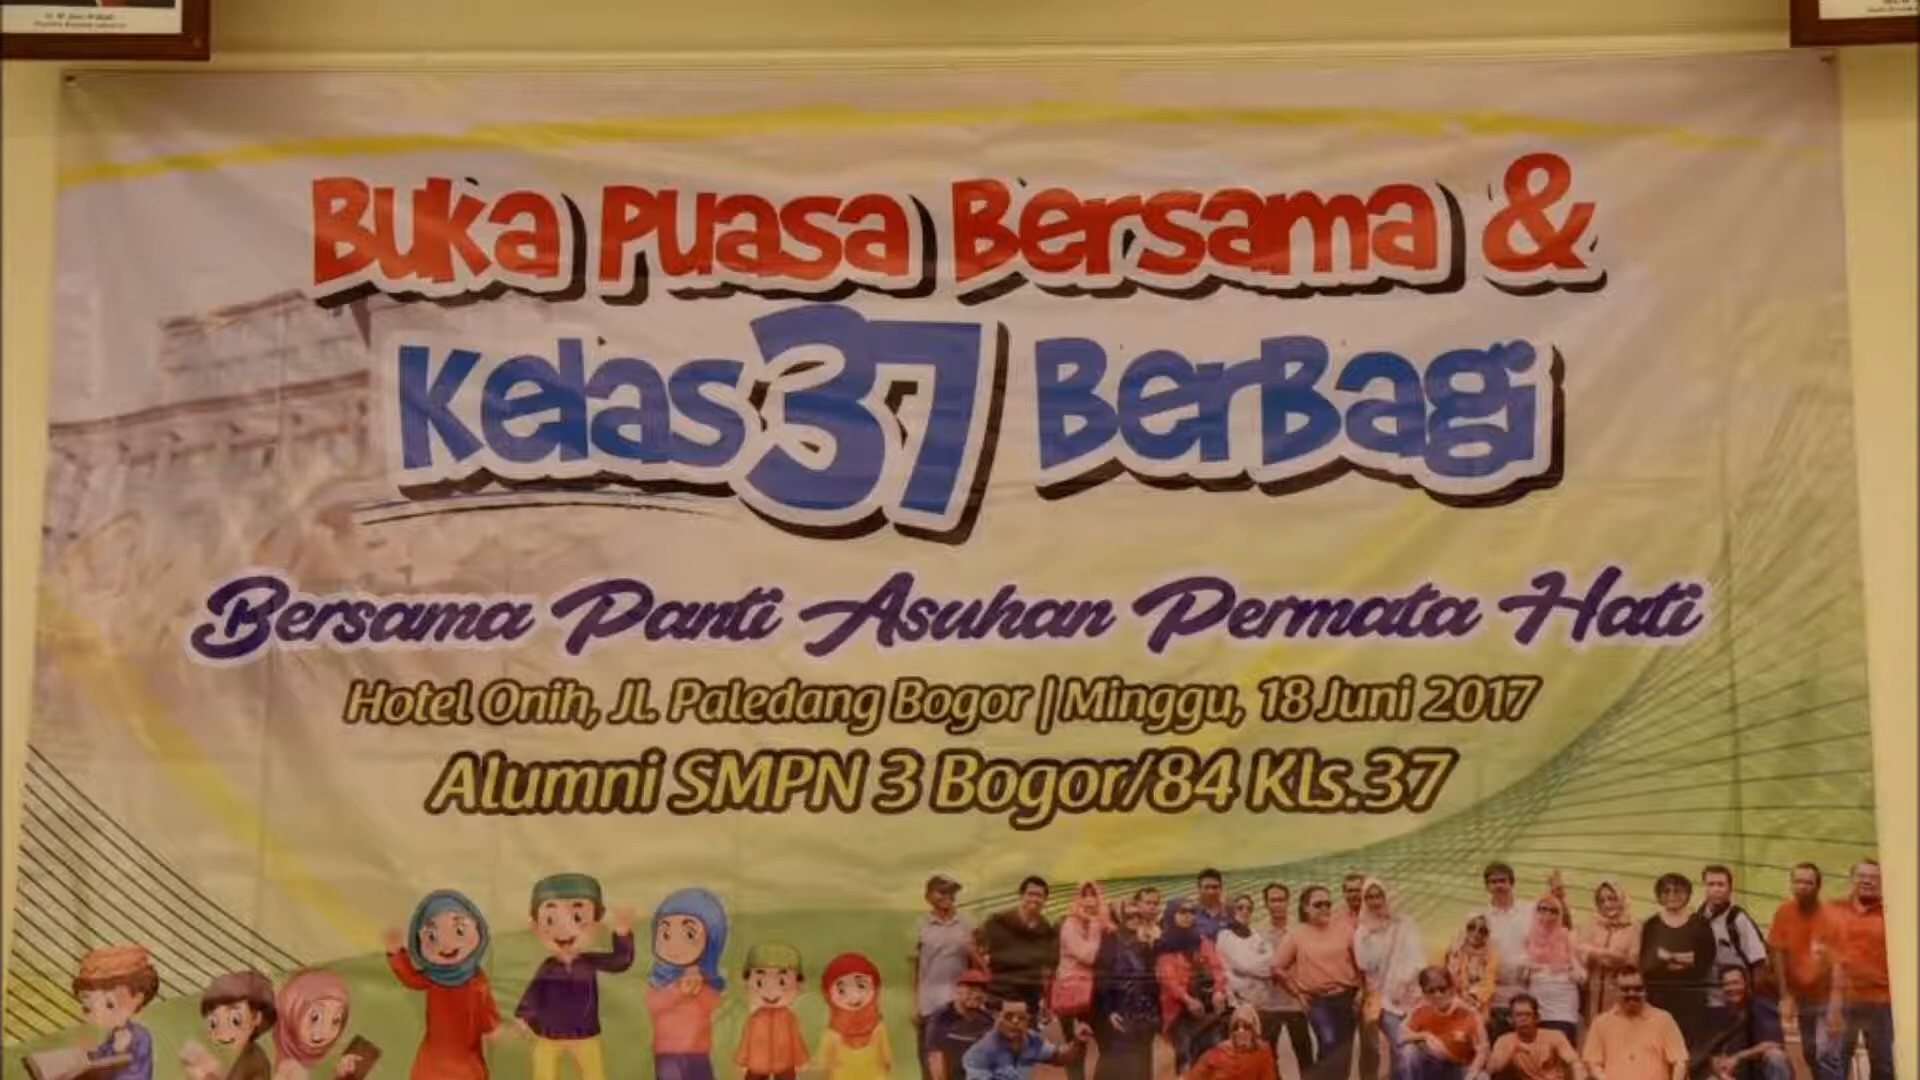 Buka Puasa Bersama &
Kelas 37 Berbagi
Bersama Panti Asuhan Permata Hati
Hotel Onih, Jl. Paledang Bogor | Minggu, 18 Juni 2017
Alumni SMPN 3 Bogor/84 Kls.37